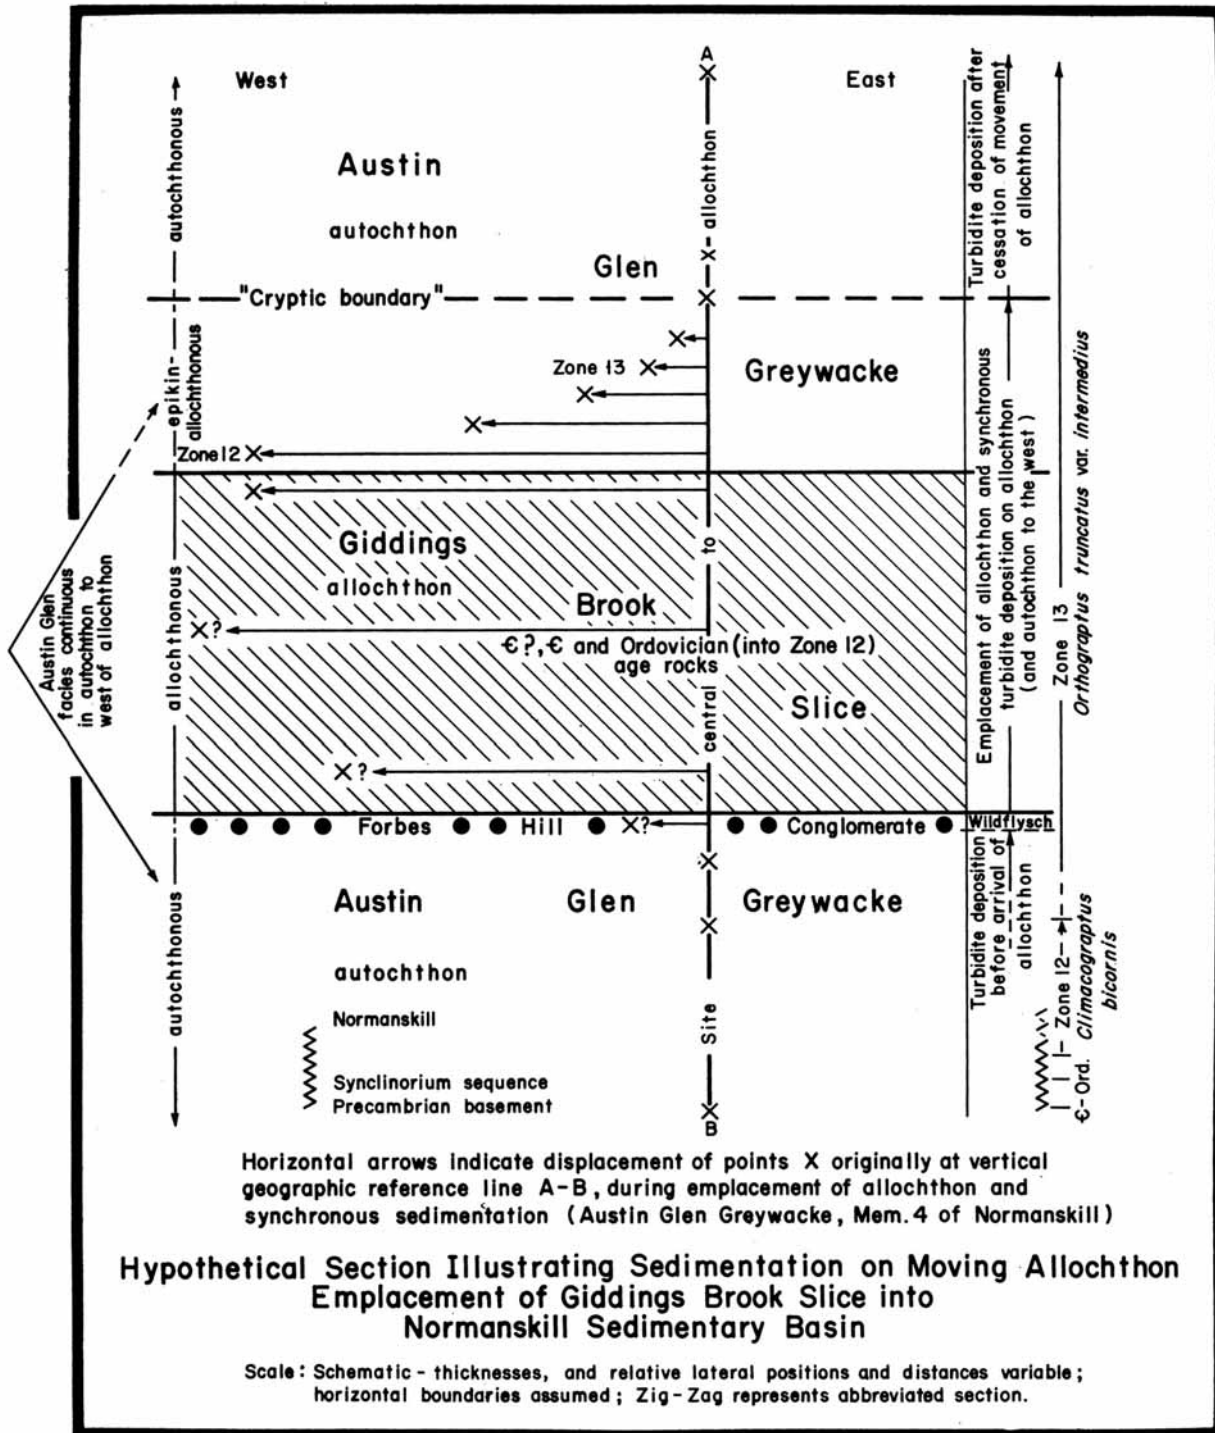 A
West
East
Austin
autochthon
Glen
"Cryptic boundary"
Zone 13
Greywacke
Zone 12
Giddings
allochthon
Brook
?
Є?, Є and Ordovician (into Zone 12)
age rocks
Slice
?
Forbes Hill ? Conglomerate
Wildflysch
Austin Glen Greywacke
autochthon
Normanskill
Synclinorium sequence
Precambrian basement
B
Site central to allochthon
autochthonous
epikin-
allochthonous
allochthonous
autochthonous
Austin Glen
facies continuous
in autochthon to
west of allochthon
Turbidite deposition after
cessation of movement
of allochthon
Emplacement of allochthon and synchronous
turbidite deposition on allochthon
(and autochthon to the west)
Turbidite deposition
before arrival of
allochthon
Zone 13
Orthograptus truncatus var. intermedius
Є-Ord. Zone 12
Climacograptus
bicornis
Horizontal arrows indicate displacement of points X originally at vertical
geographic reference line A-B, during emplacement of allochthon and
synchronous sedimentation (Austin Glen Greywacke, Mem. 4 of Normanskill)
Hypothetical Section Illustrating Sedimentation on Moving Allochthon
Emplacement of Giddings Brook Slice into
Normanskill Sedimentary Basin
Scale: Schematic - thicknesses, and relative lateral positions and distances variable;
horizontal boundaries assumed; Zig-Zag represents abbreviated section.